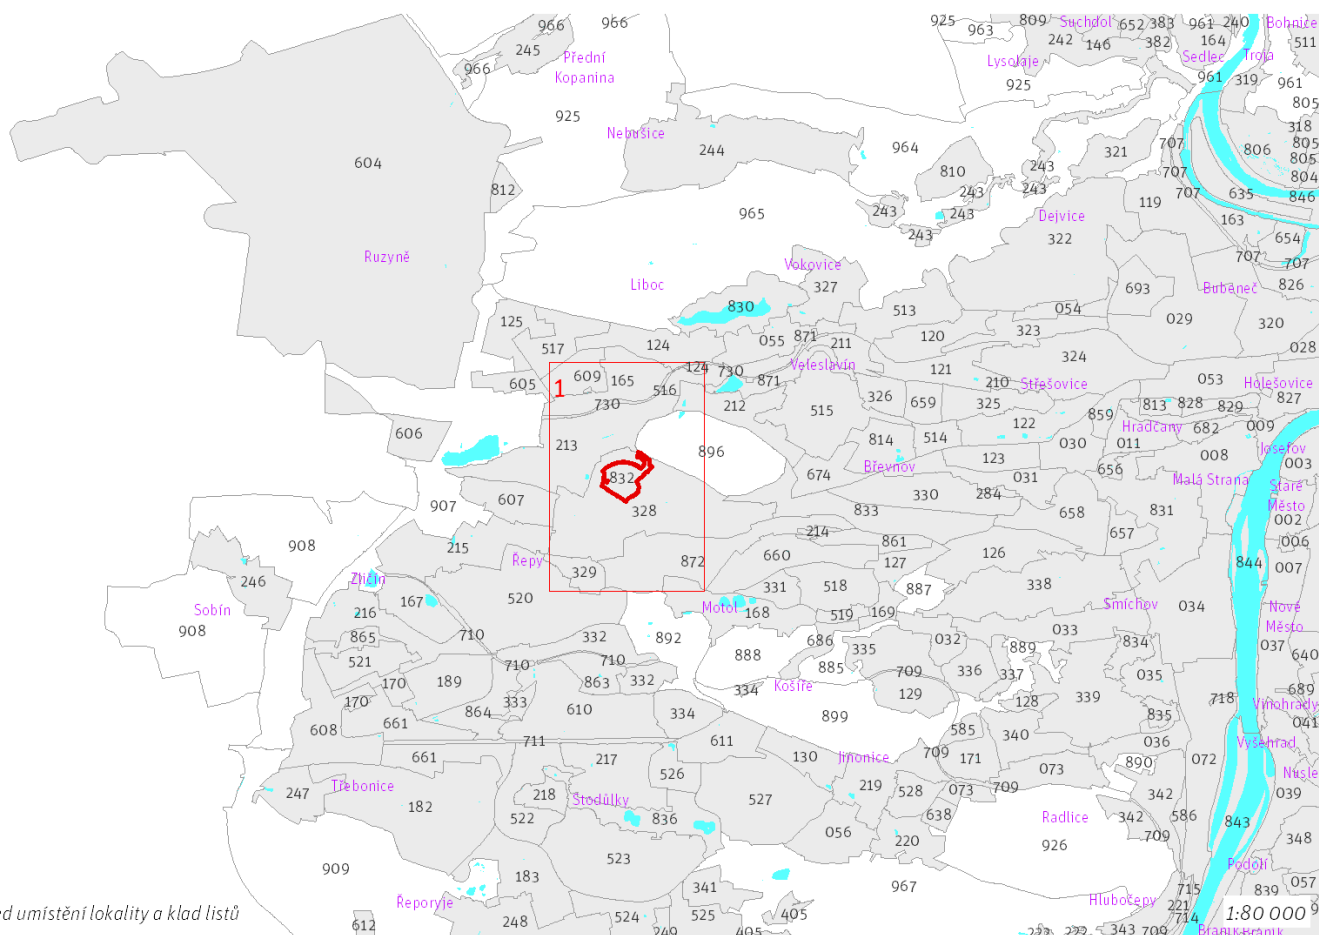 966 966 925 963 809 Suchdol 652 383 961 240 Bohnice
245 Přední 242 146 382 164 511
Kopanina Sedlec Troja
966 Lysolaje 961 319 961
925 805
925 Nebušice 318
604 244 964 321 707 806 805
810 243 805
812 243 243 707 804
965 243 243 707 635 846
243 Dejvice 119 163
322 654
Ruzyně Vokovice 707 707
Liboc 327 693 Bubeneč 826
830 513 054
125 055 871 211 120 323 029 320
517 124 324 028
124 730 Veleslavín 121
605 1 609 165 871 210 Střešovice 053 Holešovice
516 326 659 325 813 828 829 827
730 212 515 122 859 Hradčany 682 009
606 213 896 814 514 030 011 Josefov
Břevnov 123 656 008 003
832 674 031 Malá Strana Staré
607 330 284 Město
907 328 833 658 831 002
214 657 006
908 215 861 844
Řepy 872 660 127 126 007
246 Zličín 329 331 518 887 338
Sobín 167 520 Motol 168 519 169 Smíchov 034 Nové
908 216 Město
865 710 332 892 686 335 032 033 834 037
521 888 889 640
710 710 885 709 336 337 035
170 189 863 332 Košíře 129 689
170 333 334 128 339 718 Vinohrady
864 610 334 899 835 041
608 661 585 340
711 611 036 Vyšehrad
661 217 130 Jinonice 709 171 890 072
526 073 Nusle
247 Třebonice 218 219 528 073 709 342 039
182 Stodůlky 527
522 836 638 342 586
056 Radlice 843 348
220 926 709
523 Podolí
909 183 967
341 715 839 057
Řeporyje Hlubočepy 221
ed umístění lokality a klad listů 405 714 1:80 000
612 248 524 525 343 709
249 405 Braník Braník